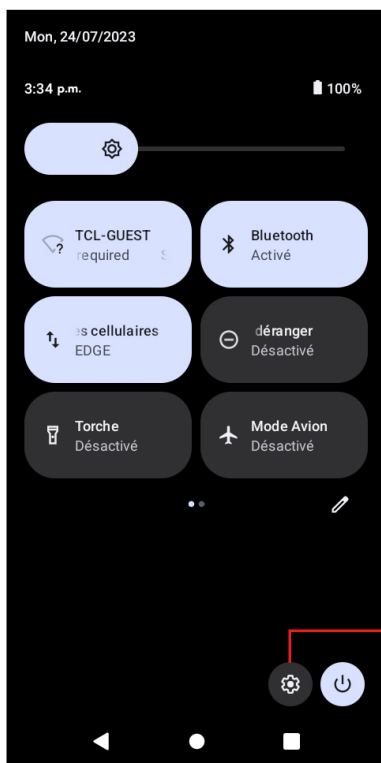 Mon, 24/07/2023
3:34 p.m.
100%
TCL-GUEST
required
Bluetooth
Activé
es cellulaires
EDGE
déranger
Désactivé
Torche
Désactivé
Mode Avion
Désactivé